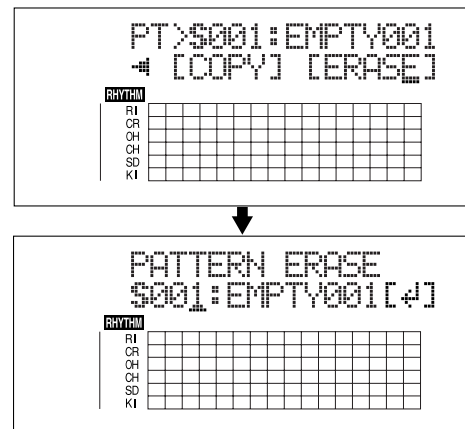 PT>S001:EMPTY001
[COPY] [ERASE]
RHYTHM
RI
CR
OH
CH
SD
KI
PATTERN ERASE
S001:EMPTY001[↲]
RHYTHM
RI
CR
OH
CH
SD
KI